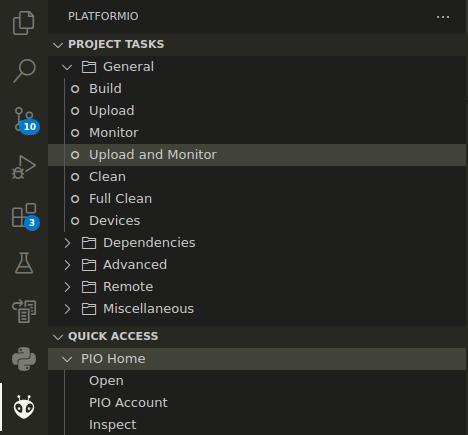 PLATFORMIO
PROJECT TASKS
General
Build
Upload
Monitor
10
Upload and Monitor
Clean
Full Clean
3
Devices
Dependencies
Advanced
Remote
Miscellaneous
QUICK ACCESS
PIO Home
Open
PIO Account
Inspect